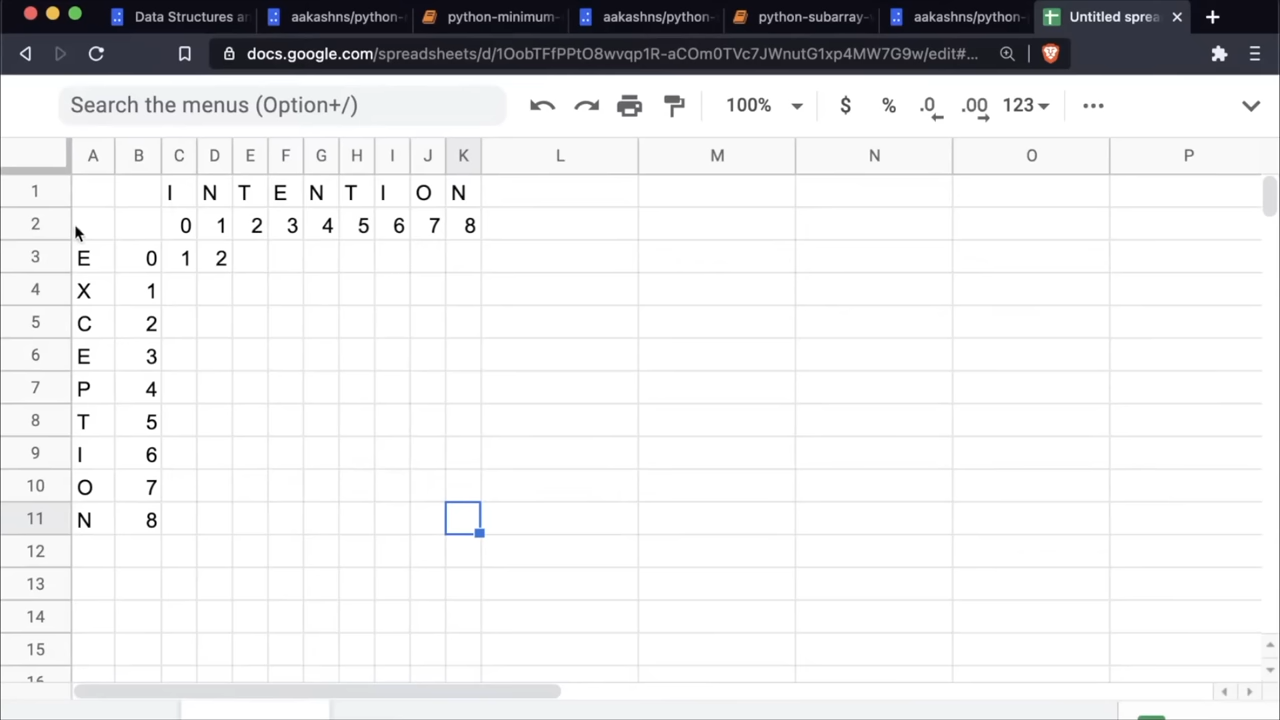 Data Structures an
aakashns/python-
python-minimum-
aakashns/python-
python-subarray-
aakashns/python-
Untitled sprea
docs.google.com/spreadsheets/d/1OobTFfPPtO8wvqp1R-aCOm0TVc7JWnutG1xp4MW7G9w/edit#...
Search the menus (Option+/)
100%
$ % .0 .00 123
A B C D E F G H I J K L M N O P
1 I N T E N T I O N
2 0 1 2 3 4 5 6 7 8
3 E 0 1 2
4 X 1
5 C 2
6 E 3
7 P 4
8 T 5
9 I 6
10 O 7
11 N 8
12
13
14
15
16